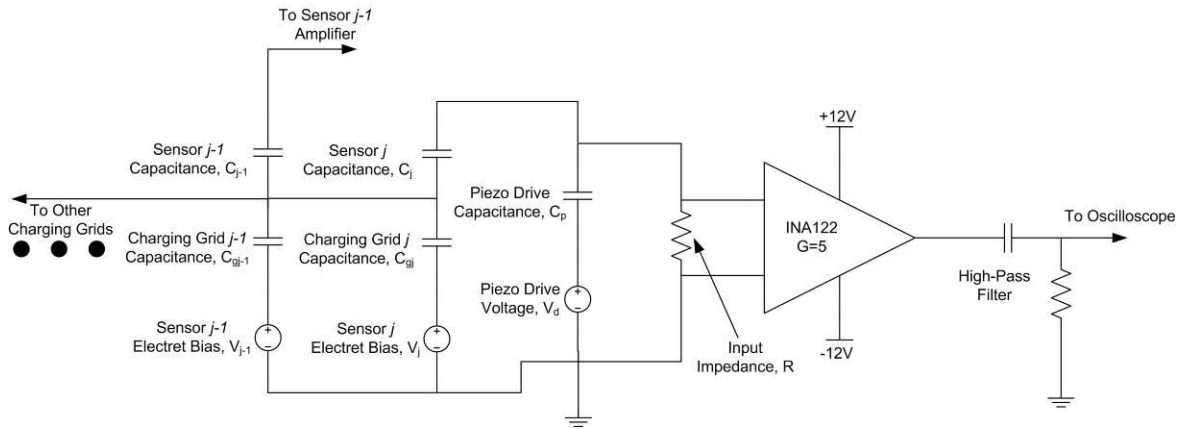 To Sensor j-1
Amplifier
Sensor j-1
Capacitance, Cj-1
Sensor j
Capacitance, Cj
To Other
Charging Grids
Charging Grid j-1
Capacitance, Cgj-1
Charging Grid j
Capacitance, Cgj
Piezo Drive
Capacitance, Cp
Sensor j-1
Electret Bias, Vj-1
+
-
Sensor j
Electret Bias, Vj
+
-
Piezo Drive
Voltage, Vd
+
-
Input
Impedance, R
+12V
INA122
G=5
-12V
High-Pass
Filter
To Oscilloscope